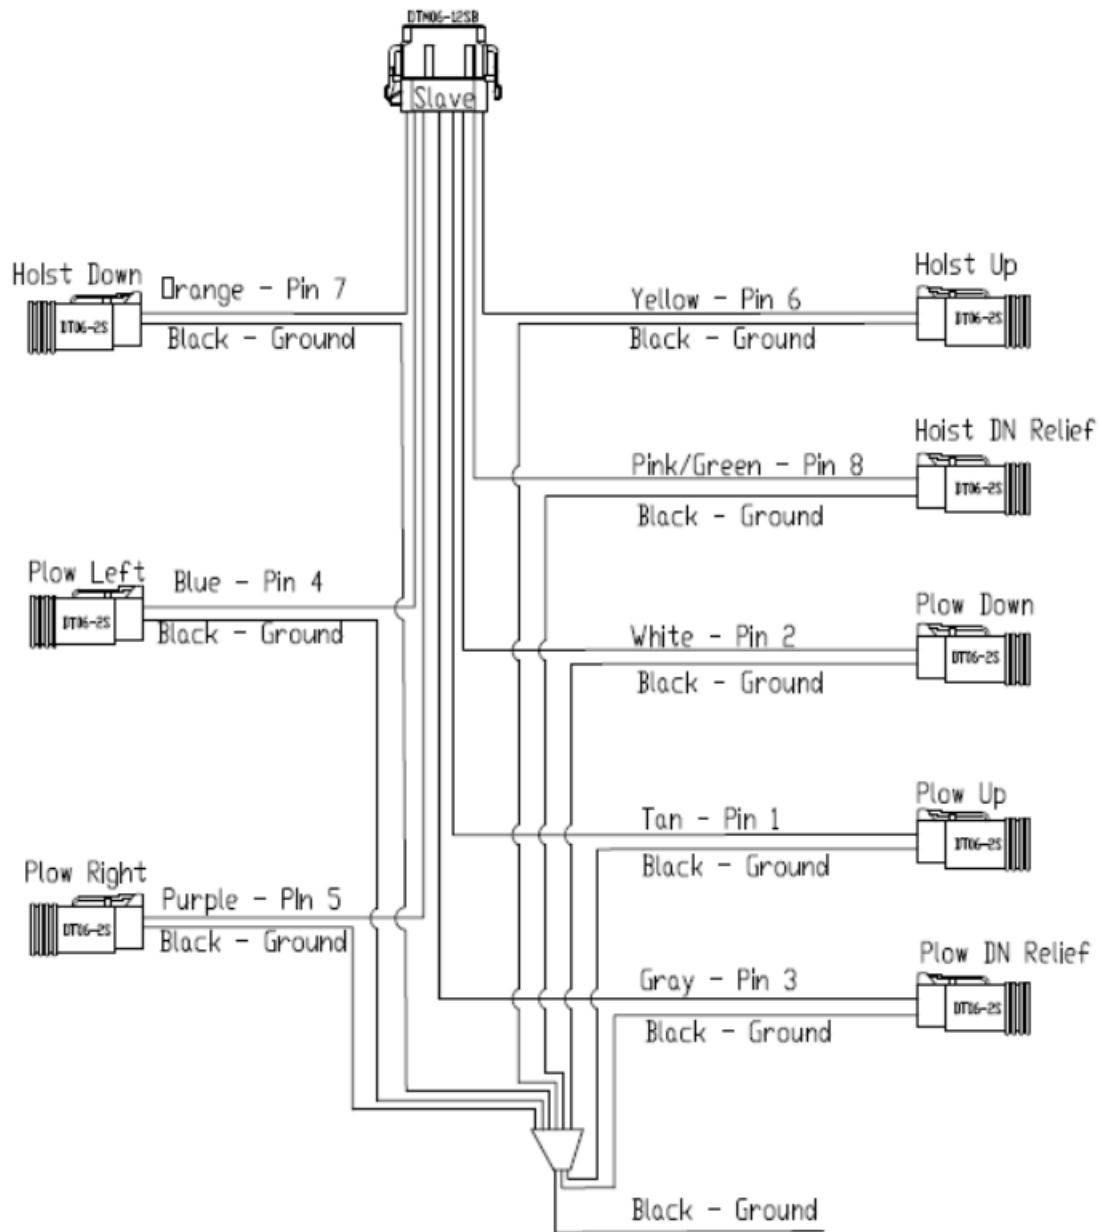 DTM06-12SB
Slave
Holst Down
Orange - Pin 7
DT06-2S
Black - Ground
Holst Up
Yellow - Pin 6
DT06-2S
Black - Ground
Hoist DN Relief
Pink/Green - Pin 8
DT06-2S
Black - Ground
Plow Left
Blue - Pin 4
DT06-2S
Black - Ground
Plow Down
White - Pin 2
DT06-2S
Black - Ground
Plow Up
Tan - Pin 1
DT06-2S
Black - Ground
Plow Right
Purple - PIn 5
DT06-2S
Black - Ground
Plow DN Relief
Gray - Pin 3
DT06-2S
Black - Ground
Black - Ground